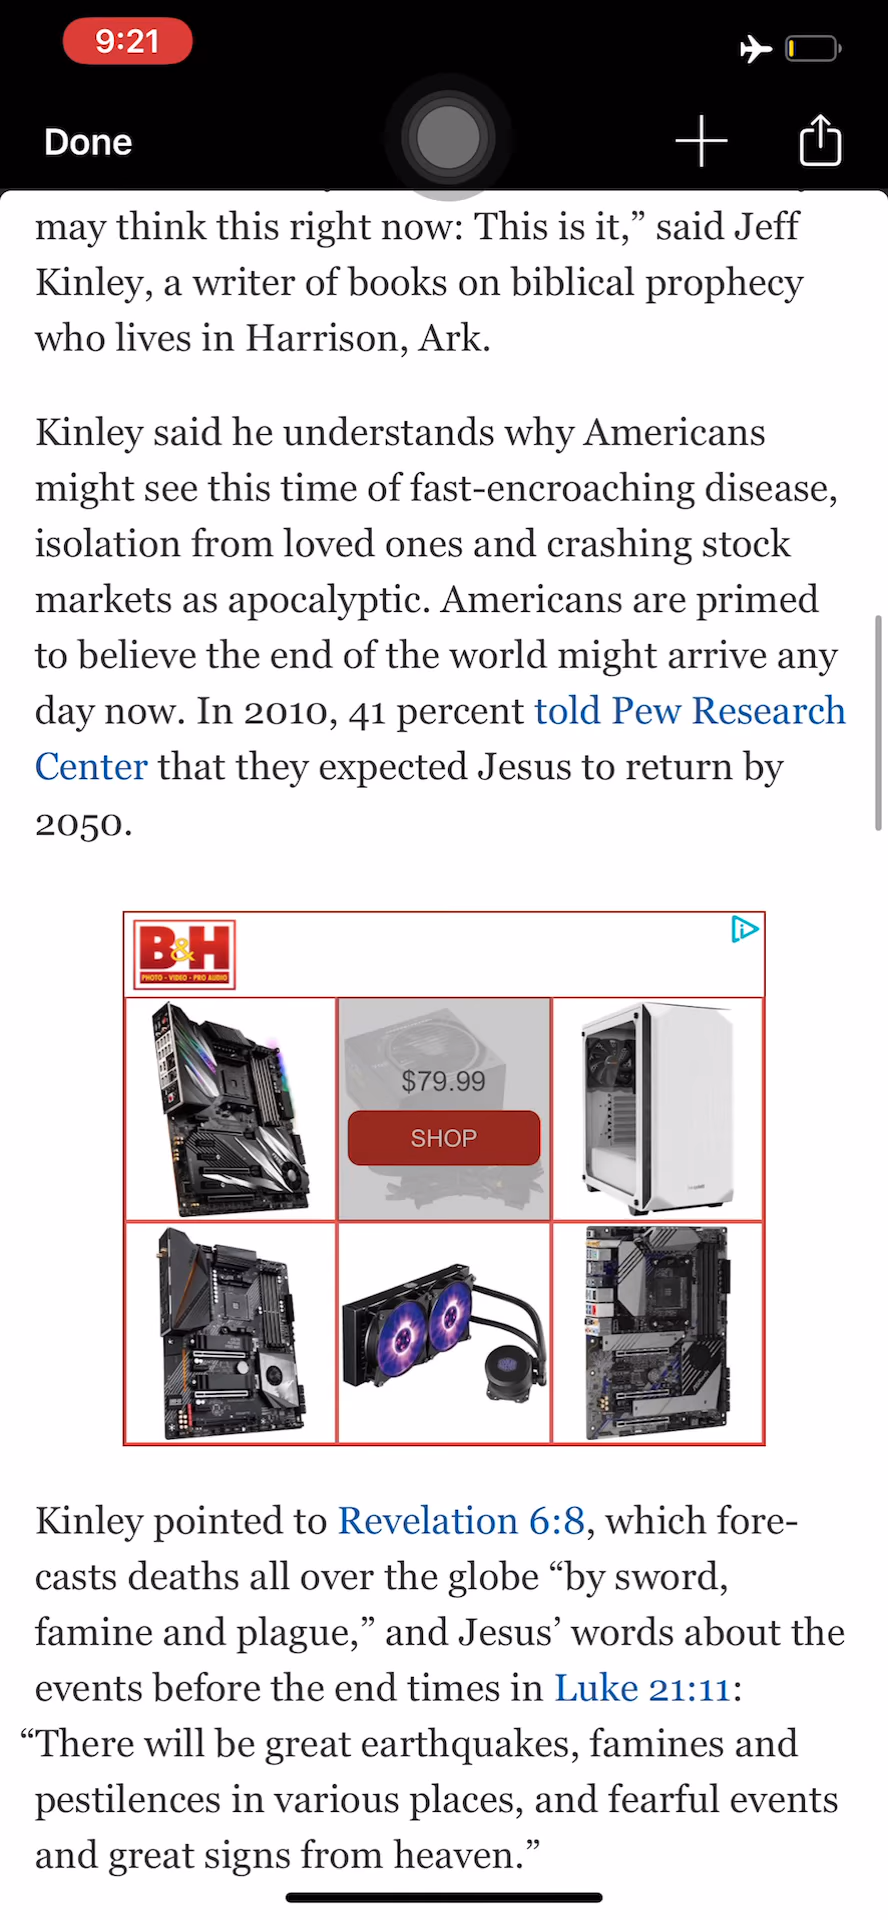 9:21
Done
may think this right now: This is it,” said Jeff
Kinley, a writer of books on biblical prophecy
who lives in Harrison, Ark.
Kinley said he understands why Americans
might see this time of fast-encroaching disease,
isolation from loved ones and crashing stock
markets as apocalyptic. Americans are primed
to believe the end of the world might arrive any
day now. In 2010, 41 percent told Pew Research
Center that they expected Jesus to return by
2050.
B&H
PHOTO - VIDEO - PRO AUDIO
$79.99
SHOP
Kinley pointed to Revelation 6:8, which fore-
casts deaths all over the globe “by sword,
famine and plague,” and Jesus’ words about the
events before the end times in Luke 21:11:
“There will be great earthquakes, famines and
pestilences in various places, and fearful events
and great signs from heaven.”